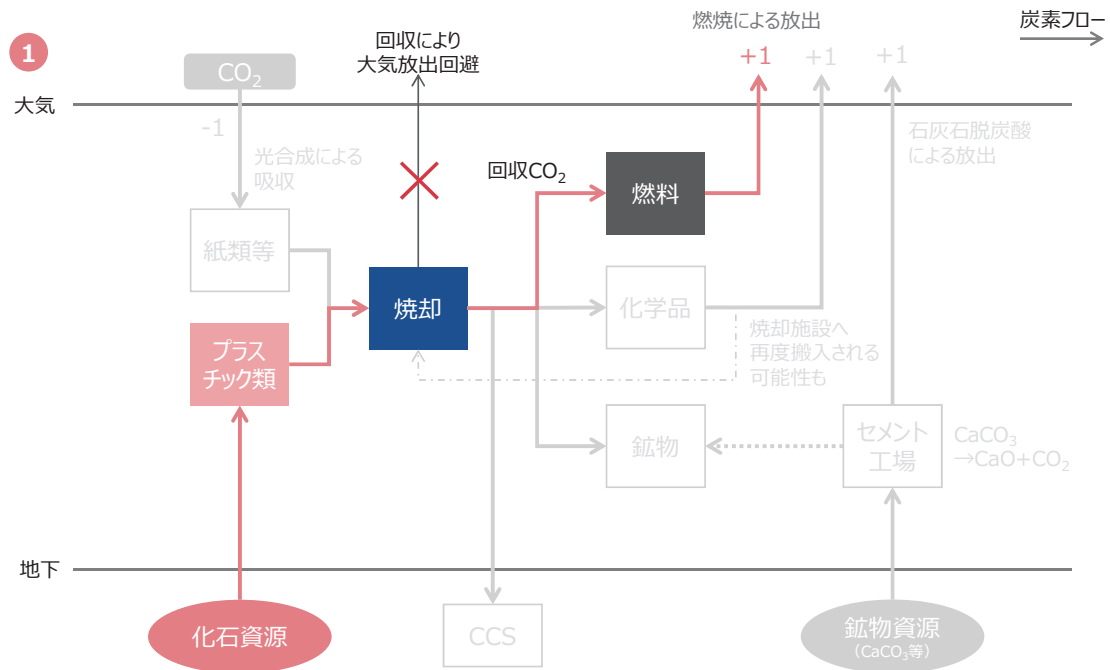 1
CO₂
回収により
大気放出回避
燃焼による放出
炭素フロー
+1
+1
+1
大気
-1
光合成による
吸収
回収CO₂
石灰石脱炭酸
による放出
紙類等
燃料
焼却
化学品
プラス
チック類
焼却施設へ
再度搬入される
可能性も
鉱物
セメント
工場
CaCO₃
→CaO+CO₂
地下
化石資源
CCS
鉱物資源
（CaCO₃等）